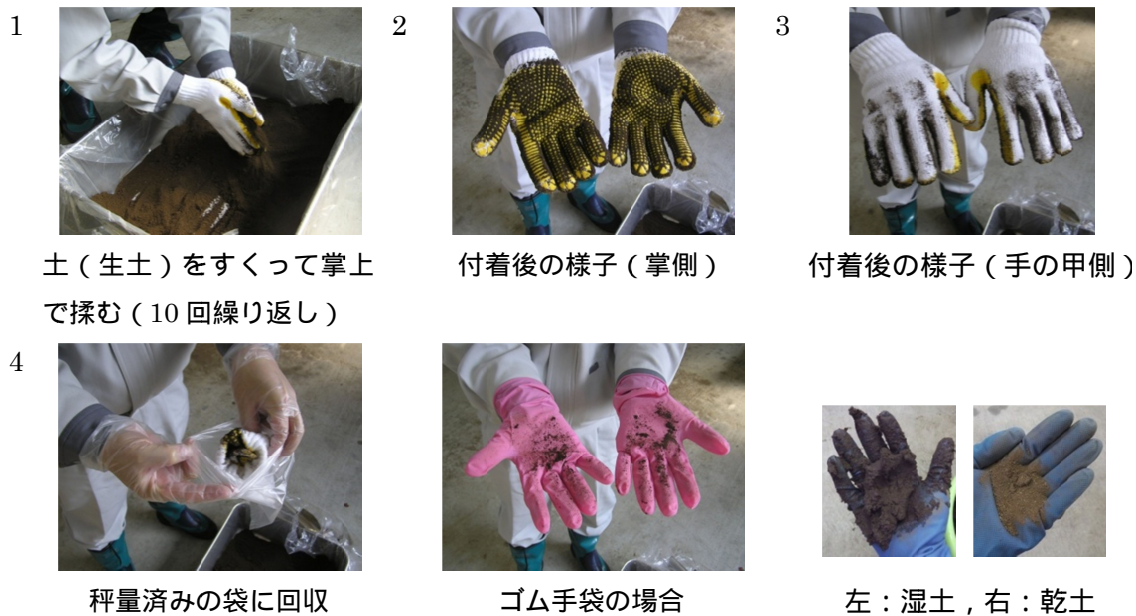 1
2
3
土（生土）をすくって掌上
で揉む（10 回繰り返し）
付着後の様子（掌側）
付着後の様子（手の甲側）
4
秤量済みの袋に回収
ゴム手袋の場合
左：湿土，右：乾土